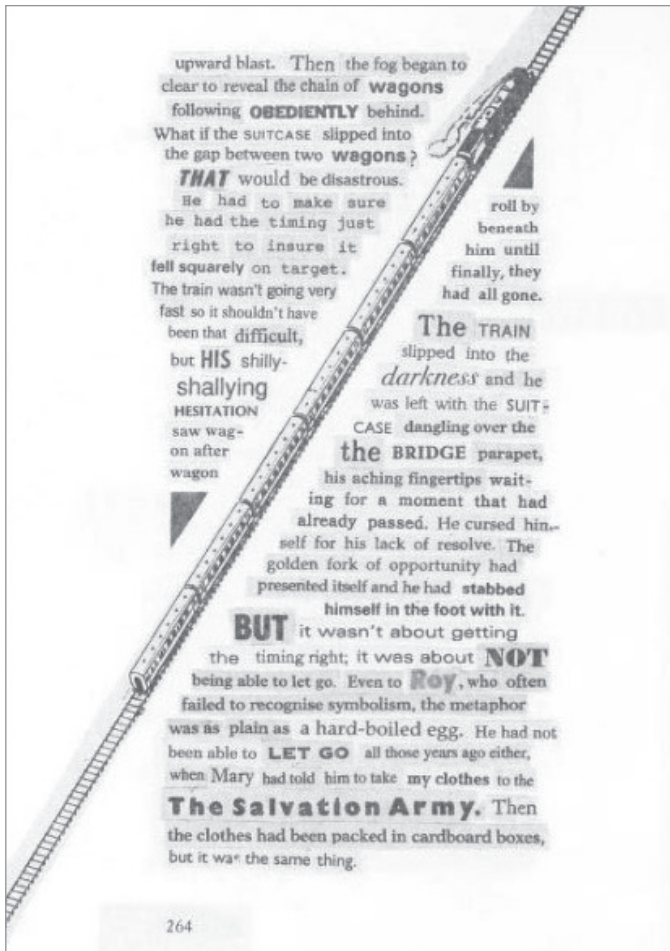 upward blast. Then the fog began to
clear to reveal the chain of wagons
following OBEDIENTLY behind.
What if the SUITCASE slipped into
the gap between two wagons?
THAT would be disastrous.
He had to make sure
he had the timing just
right to insure it
fell squarely on target.
The train wasn't going very
fast so it shouldn't have
been that difficult,
but HIS shilly-
shallying
HESITATION
saw wag-
on after
wagon
roll by
beneath
him until
finally, they
had all gone.
The TRAIN
slipped into the
darkness and he
was left with the SUIT-
CASE dangling over the
the BRIDGE parapet,
his aching fingertips wait-
ing for a moment that had
already passed. He cursed him-
self for his lack of resolve. The
golden fork of opportunity had
presented itself and he had stabbed
himself in the foot with it.
BUT it wasn't about getting
the timing right; it was about NOT
being able to let go. Even to Roy, who often
failed to recognise symbolism, the metaphor
was as plain as a hard-boiled egg. He had not
been able to LET GO all those years ago either,
when Mary had told him to take my clothes to the
The Salvation Army. Then
the clothes had been packed in cardboard boxes,
but it was the same thing.
264